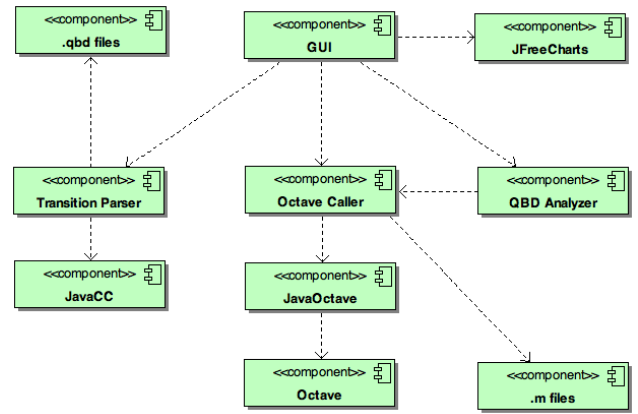 <<component>>
.qbd files
<<component>>
GUI
<<component>>
JFreeCharts
<<component>>
Transition Parser
<<component>>
Octave Caller
<<component>>
QBD Analyzer
<<component>>
JavaCC
<<component>>
JavaOctave
<<component>>
Octave
<<component>>
.m files